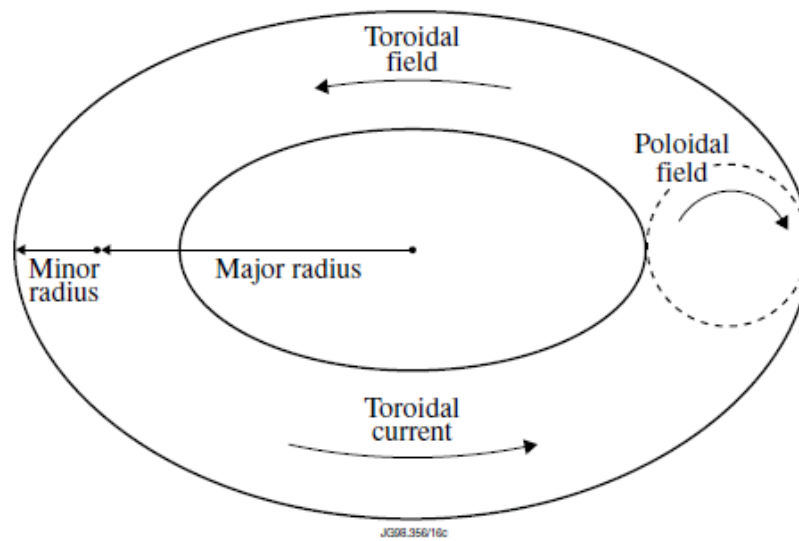 Toroidal
field
Poloidal
field
Minor
radius
Major radius
Toroidal
current
JG98.356/16c